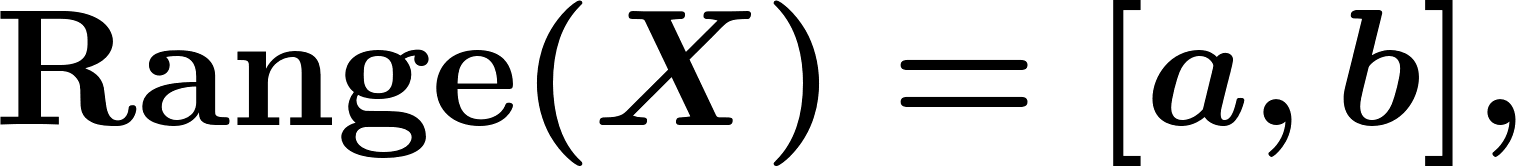 Range(X) = [a, b],